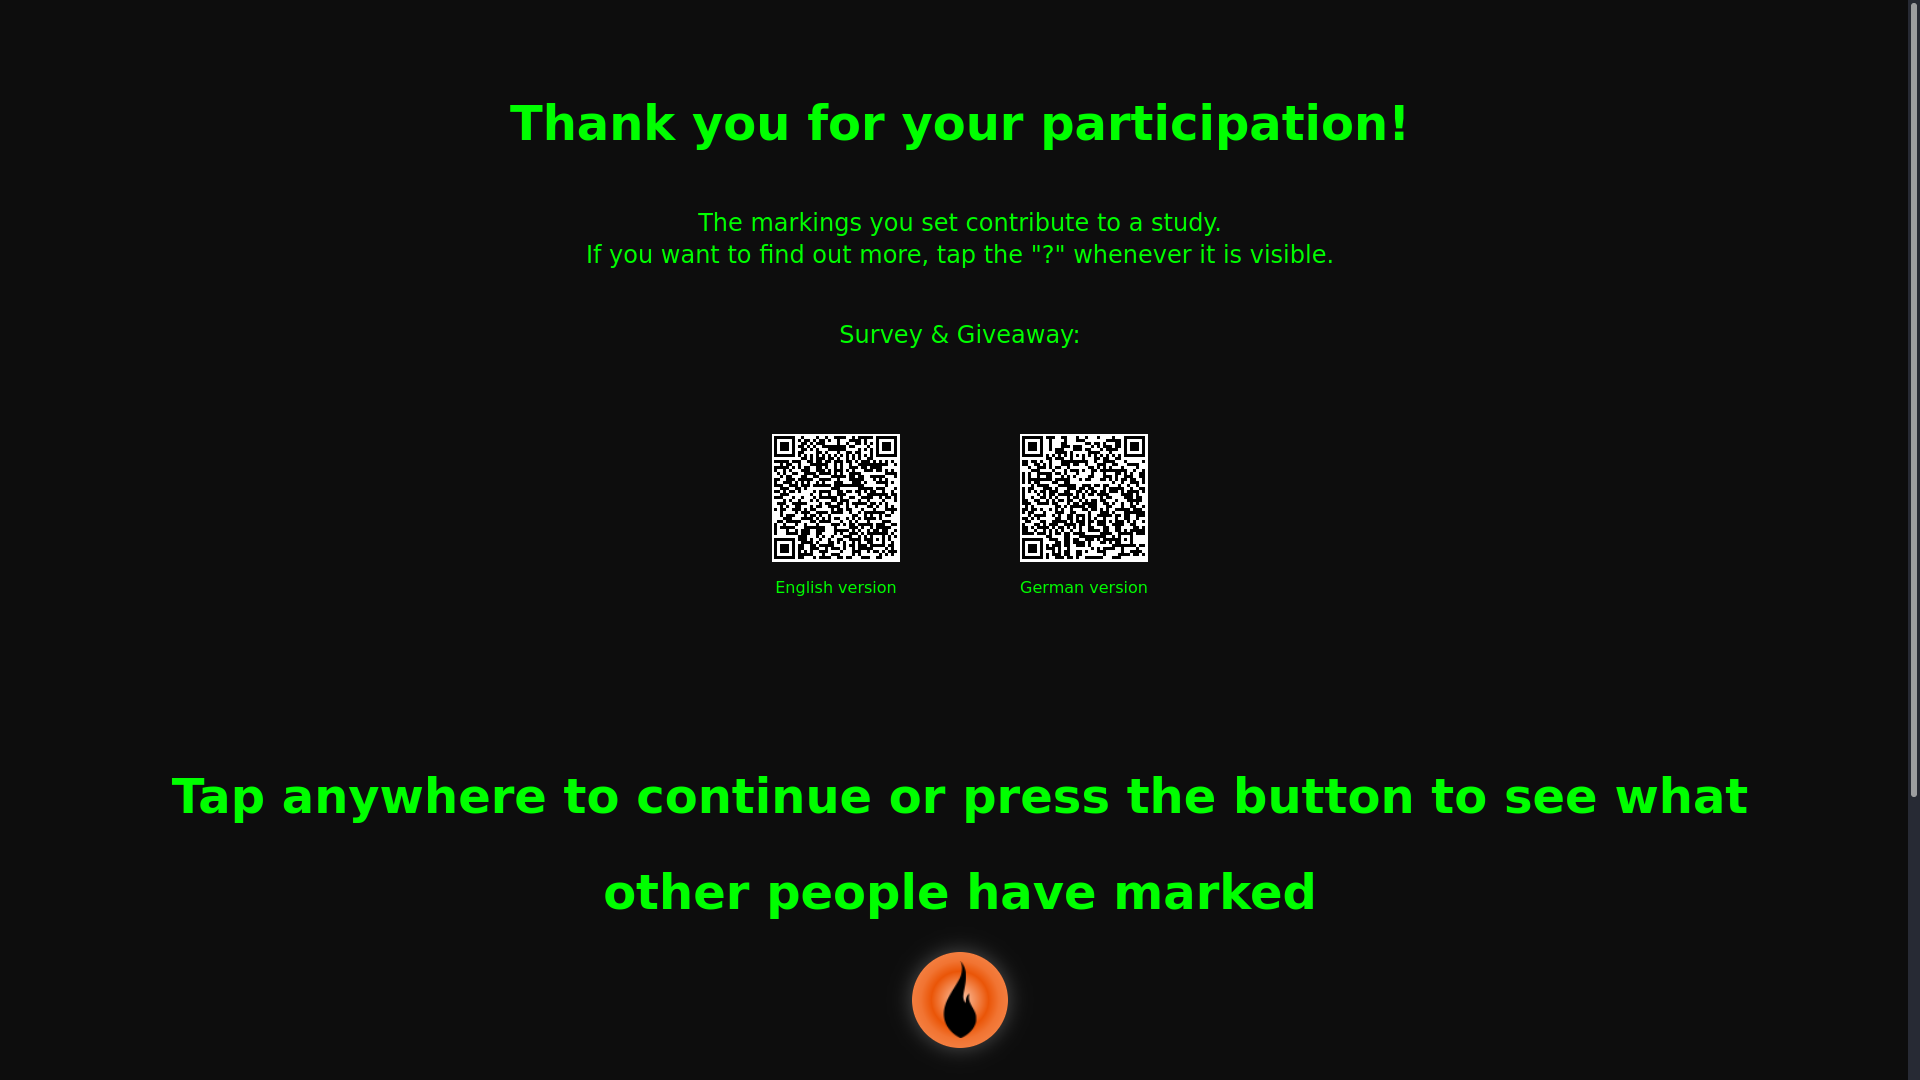 Thank you for your participation!
The markings you set contribute to a study.
If you want to find out more, tap the "?" whenever it is visible.
Survey & Giveaway:
English version
German version
Tap anywhere to continue or press the button to see what
other people have marked